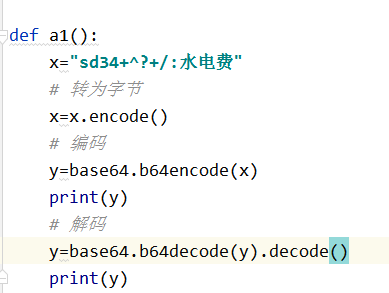 def a1():
    x="sd34+^?+/:水电费"
    # 转为字节
    x=x.encode()
    # 编码
    y=base64.b64encode(x)
    print(y)
    # 解码
    y=base64.b64decode(y).decode()
    print(y)